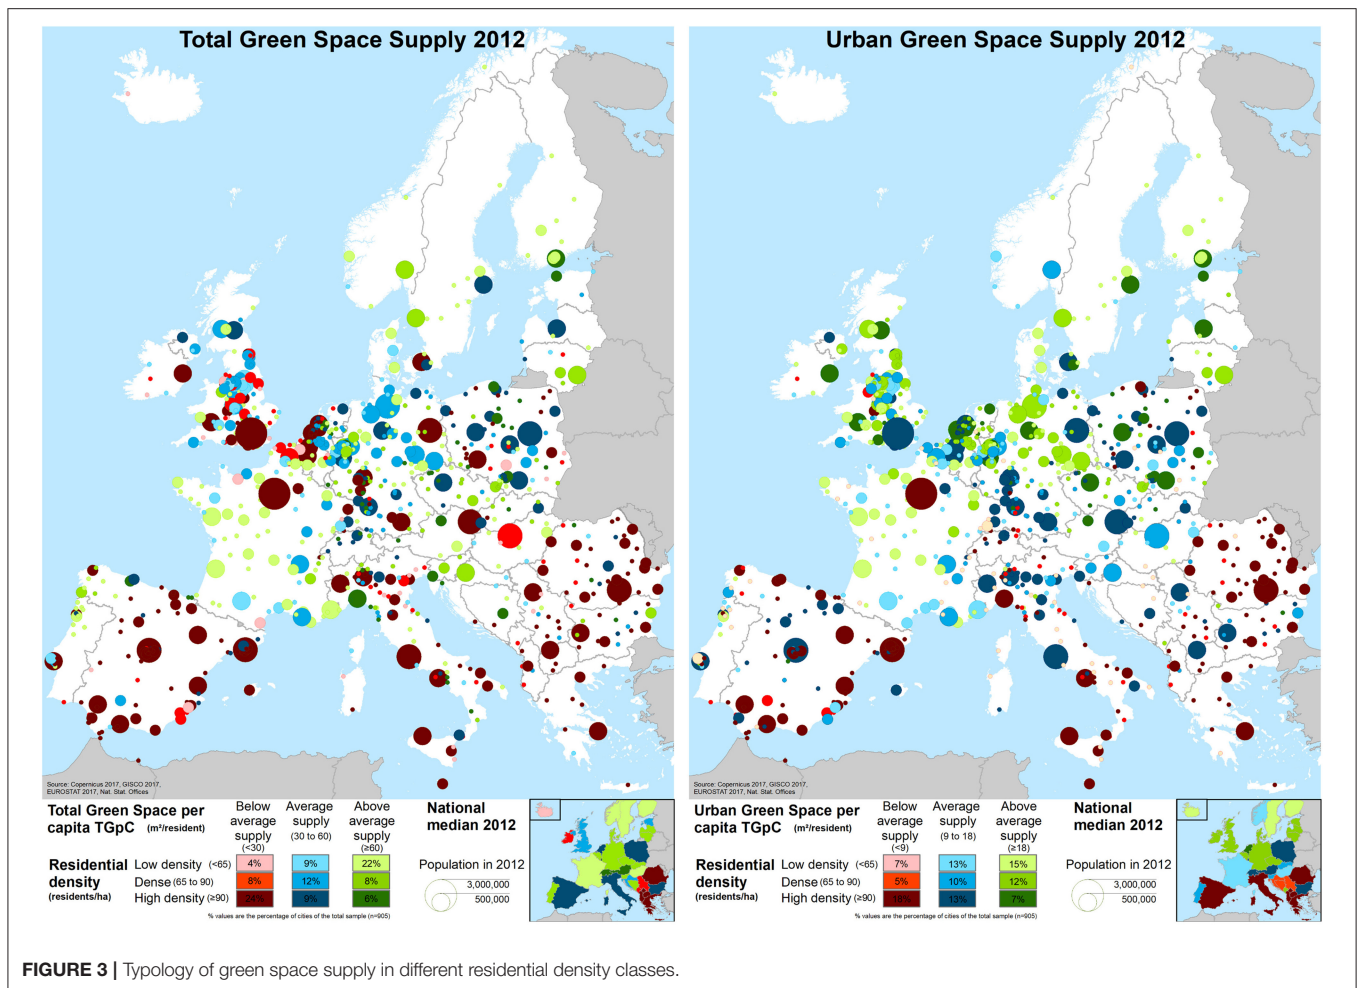 Total Green Space Supply 2012
Source: Copernicus 2017, GISCO 2017,
EUROSTAT 2017, Nat. Stat. Offices
Total Green Space per
capita TGpC (m²/resident)
Below
average
supply
(<30)
Average
supply
(30 to 60)
Above
average
supply
(≥60)
National
median 2012
Residential
density
(residents/ha)
Low density (<65) 4% 9% 22%
Dense (65 to 90) 8% 12% 8%
High density (≥90) 24% 9% 6%
Population in 2012
3,000,000
500,000
% values are the percentage of cities of the total sample (n=905)
Urban Green Space Supply 2012
Source: Copernicus 2017, GISCO 2017,
EUROSTAT 2017, Nat. Stat. Offices
Urban Green Space per
capita TGpC (m²/resident)
Below
average
supply
(<9)
Average
supply
(9 to 18)
Above
average
supply
(≥18)
National
median 2012
Residential
density
(residents/ha)
Low density (<65) 7% 13% 15%
Dense (65 to 90) 5% 10% 12%
High density (≥90) 13% 7%
Population in 2012
3,000,000
500,000
% values are the percentage of cities of the total sample (n=905)
FIGURE 3 | Typology of green space supply in different residential density classes.